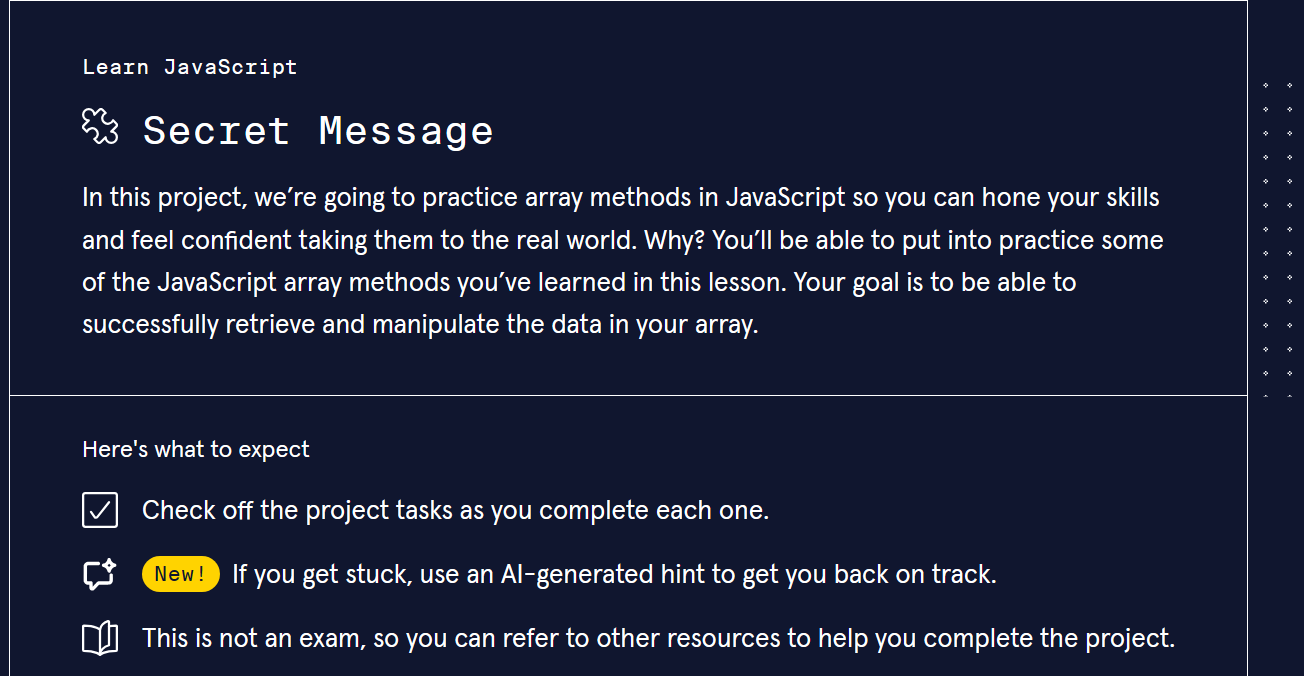 Learn JavaScript
Secret Message
In this project, we’re going to practice array methods in JavaScript so you can hone your skills
and feel confident taking them to the real world. Why? You’ll be able to put into practice some
of the JavaScript array methods you’ve learned in this lesson. Your goal is to be able to
successfully retrieve and manipulate the data in your array.
Here's what to expect
Check off the project tasks as you complete each one.
New! If you get stuck, use an AI-generated hint to get you back on track.
This is not an exam, so you can refer to other resources to help you complete the project.